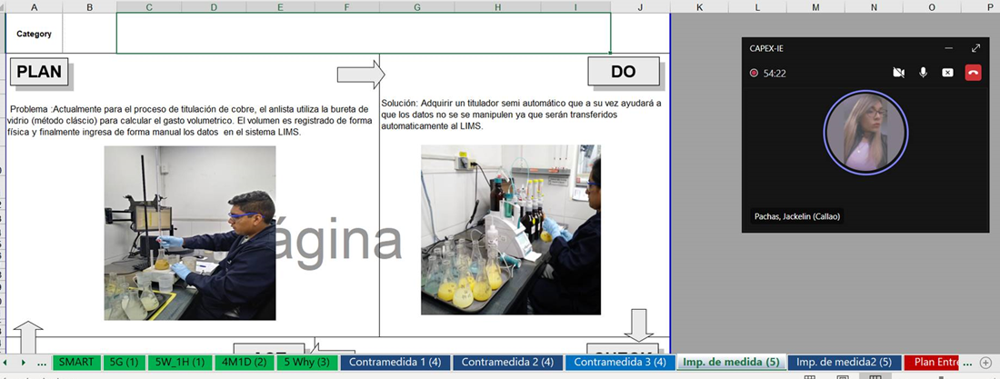 A B C D E F G H I J K L M N O P
Category
PLAN
DO
Problema :Actualmente para el proceso de titulación de cobre, el anlista utiliza la bureta de
vidrio (método cláscio) para calcular el gasto volumetrico. El volumen es registrado de forma
física y finalmente ingresa de forma manual los datos en el sistema LIMS.
Solución: Adquirir un titulador semi automático que a su vez ayudará a
que los datos no se se manipulen ya que serán transferidos
automaticamente al LIMS.
ágina
CAPEX-IE
54:22
Pachas, Jackelin (Callao)
... SMART 5G (1) 5W_1H (1) 4M1D (2) 5 Why (3) Contramedida 1 (4) Contramedida 2 (4) Contramedida 3 (4) Imp. de medida (5) Imp. de medida2 (5) Plan Entre ...